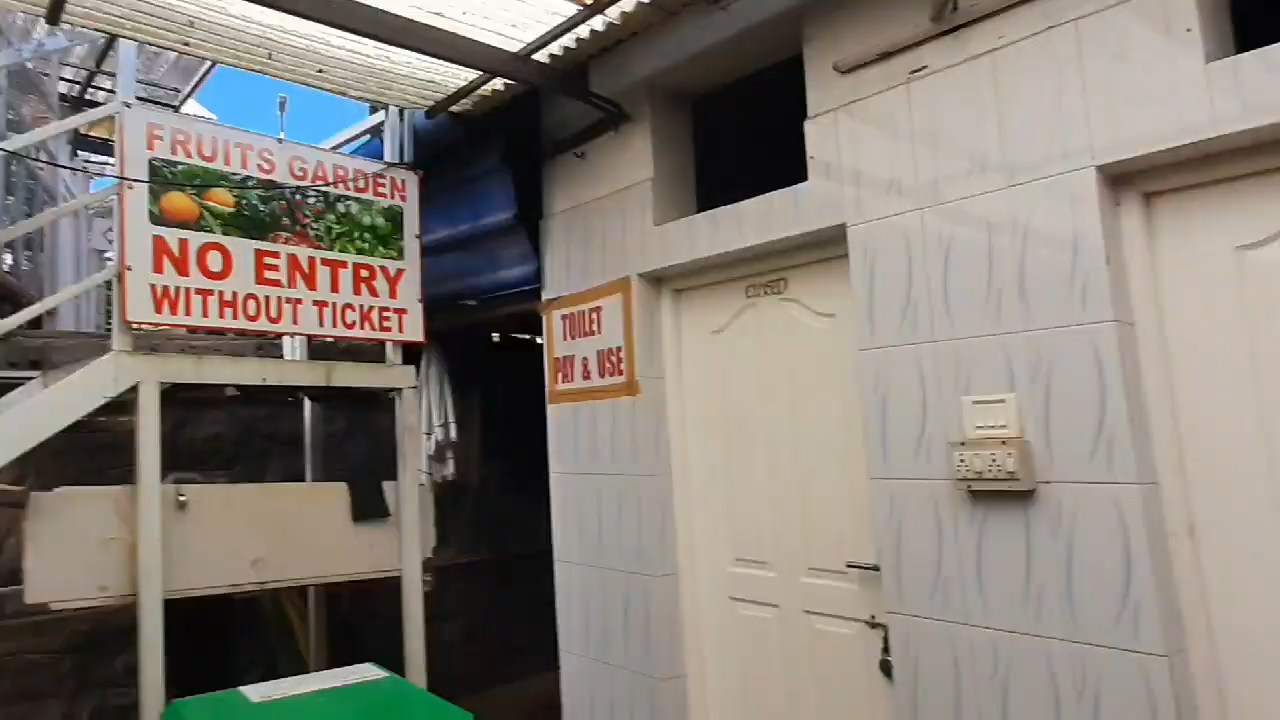 FRUITS GARDEN
NO ENTRY
WITHOUT TICKET
TOILET
PAY & USE